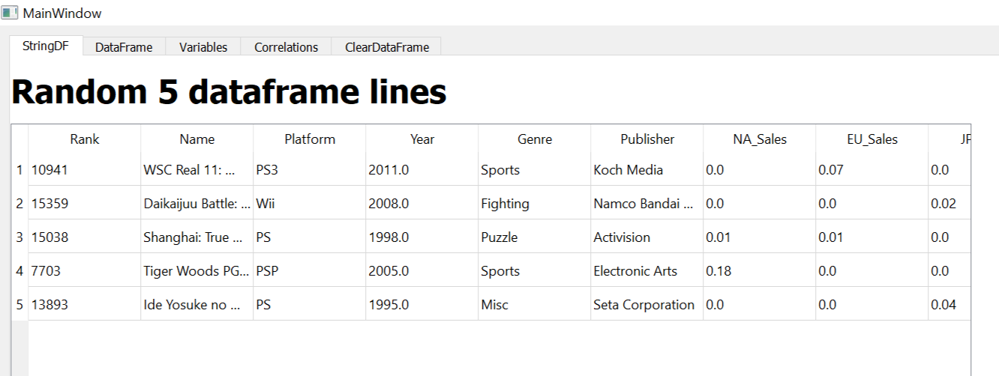 MainWindow
StringDF DataFrame Variables Correlations ClearDataFrame
Random 5 dataframe lines
Rank Name Platform Year Genre Publisher NA_Sales EU_Sales
1 10941 WSC Real 11: ... PS3 2011.0 Sports Koch Media 0.0 0.07 0.0
2 15359 Daikaijuu Battle: ... Wii 2008.0 Fighting Namco Bandai ... 0.0 0.0 0.02
3 15038 Shanghai: True ... PS 1998.0 Puzzle Activision 0.01 0.01 0.0
4 7703 Tiger Woods PG... PSP 2005.0 Sports Electronic Arts 0.18 0.0 0.0
5 13893 Ide Yosuke no ... PS 1995.0 Misc Seta Corporation 0.0 0.0 0.04